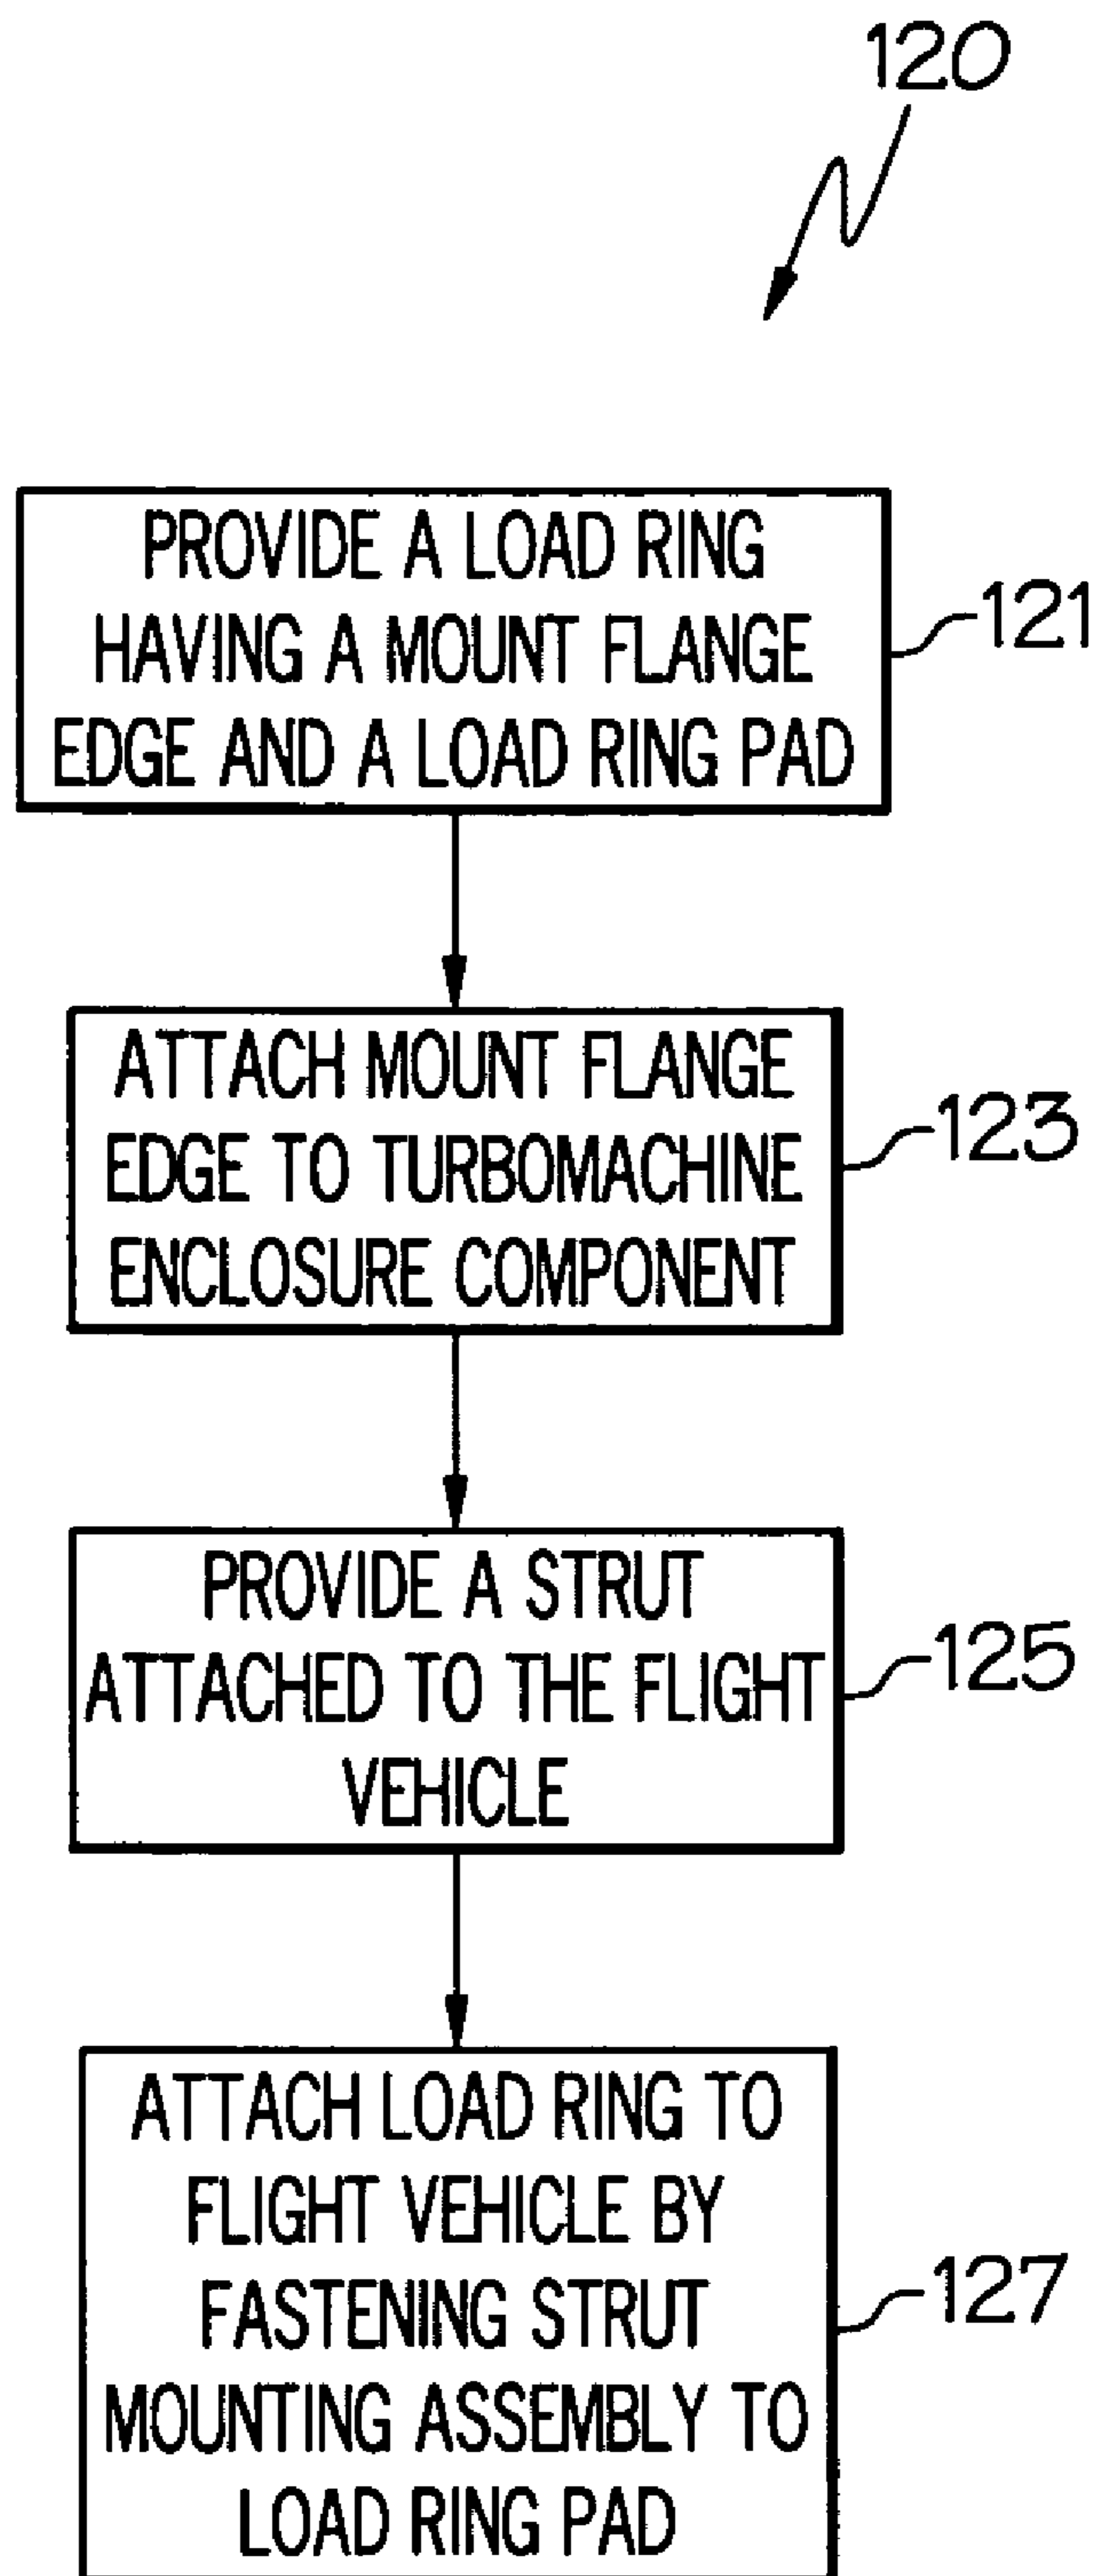 120
PROVIDE A LOAD RING
HAVING A MOUNT FLANGE
EDGE AND A LOAD RING PAD
121
ATTACH MOUNT FLANGE
EDGE TO TURBOMACHINE
ENCLOSURE COMPONENT
123
PROVIDE A STRUT
ATTACHED TO THE FLIGHT
VEHICLE
125
ATTACH LOAD RING TO
FLIGHT VEHICLE BY
FASTENING STRUT
MOUNTING ASSEMBLY TO
LOAD RING PAD
127